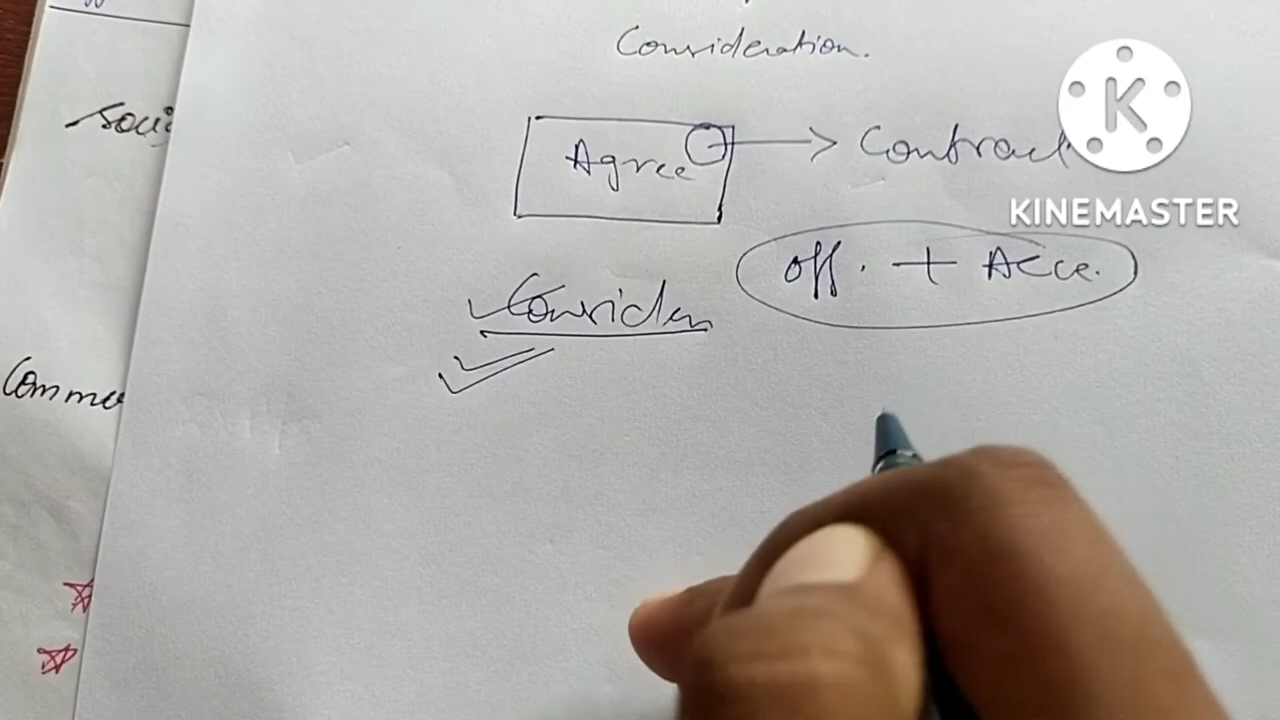 Consideration.
Agree → Contract
off. + Acce.
Consider
Comme
K
KINEMASTER